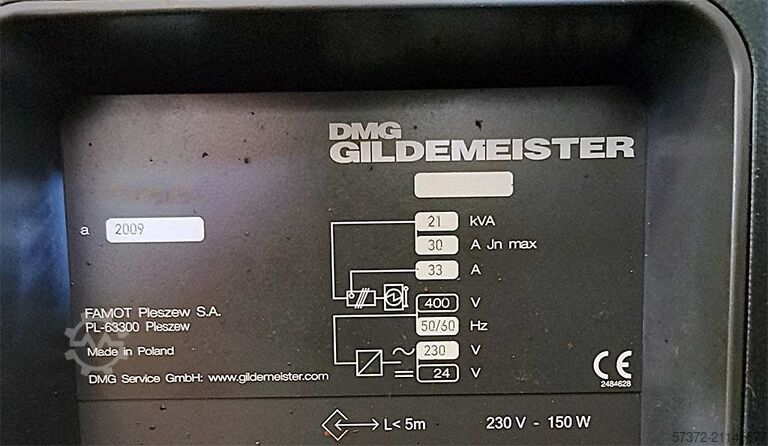 DMG
GILDEMEISTER
a 2009
21 kVA
30 A Jn max
33 A
400 V
50/60 Hz
230 V
24 V
FAMOT Pleszew S.A.
PL-63300 Pleszew
Made in Poland
DMG Service GmbH: www.gildemeister.com
CE
2484628
L< 5m
230 V - 150 W